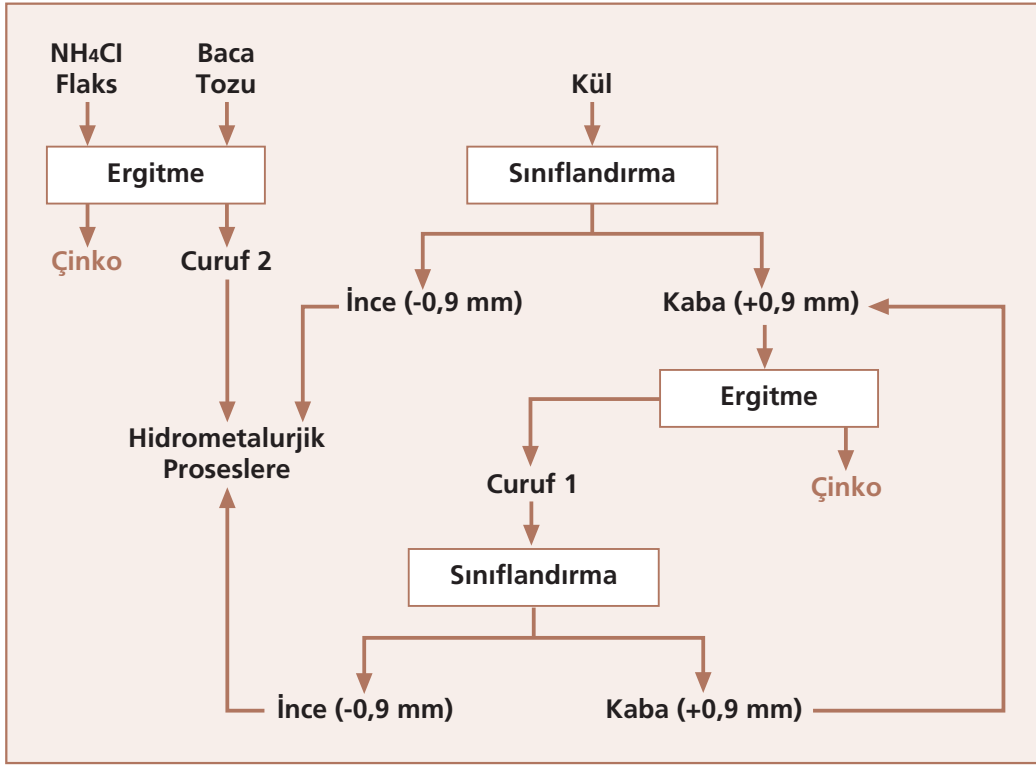 NH4Cl
Flaks
Baca
Tozu
Kül
Ergitme
Sınıflandırma
Çinko
Curuf 2
İnce (-0,9 mm)
Kaba (+0,9 mm)
Ergitme
Hidrometalurjik
Proseslere
Curuf 1
Çinko
Sınıflandırma
İnce (-0,9 mm)
Kaba (+0,9 mm)